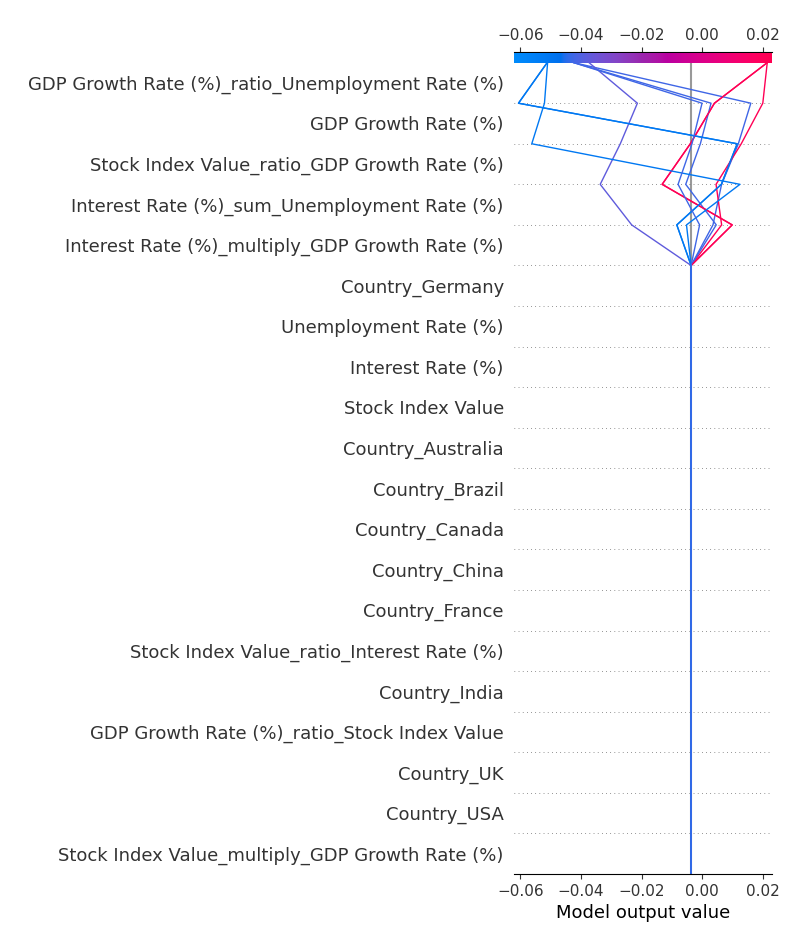 −0.06 −0.04 −0.02 0.00 0.02
GDP Growth Rate (%)_ratio_Unemployment Rate (%)
GDP Growth Rate (%)
Stock Index Value_ratio_GDP Growth Rate (%)
Interest Rate (%)_sum_Unemployment Rate (%)
Interest Rate (%)_multiply_GDP Growth Rate (%)
Country_Germany
Unemployment Rate (%)
Interest Rate (%)
Stock Index Value
Country_Australia
Country_Brazil
Country_Canada
Country_China
Country_France
Stock Index Value_ratio_Interest Rate (%)
Country_India
GDP Growth Rate (%)_ratio_Stock Index Value
Country_UK
Country_USA
Stock Index Value_multiply_GDP Growth Rate (%)
−0.06 −0.04 −0.02 0.00 0.02
Model output value